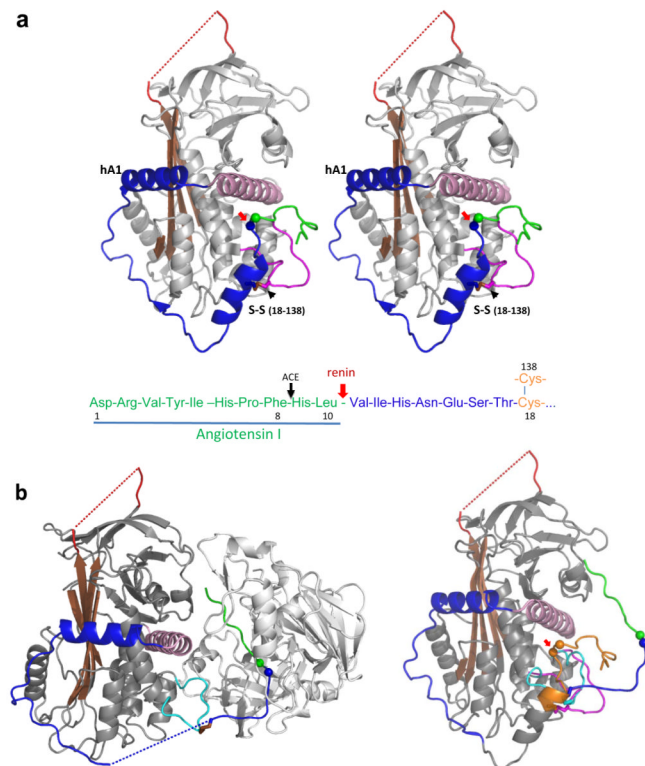 a
hA1 hA1
S-S (18-138) S-S (18-138)
138
ACE renin -Cys-
Asp-Arg-Val-Tyr-Ile –His-Pro-Phe-His-Leu - Val-Ile-His-Asn-Glu-Ser-Thr-Cys-...
1 8 10 18
Angiotensin I
b